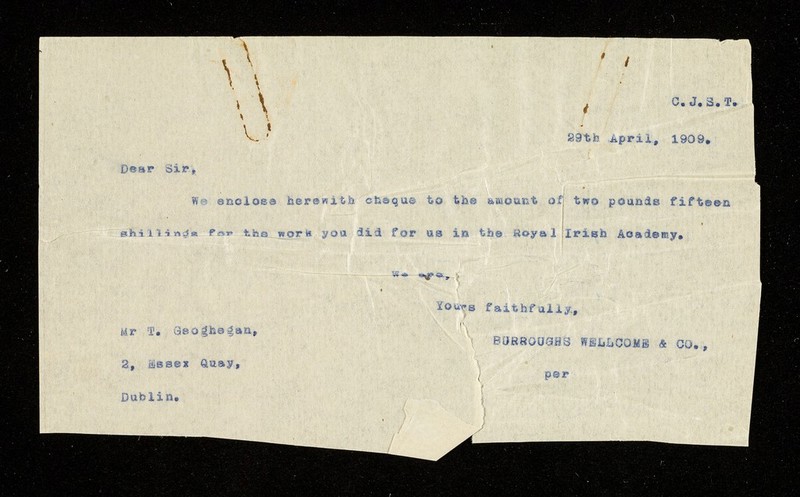 C.J.S.T.
29th April, 1909.
Dear Sir,
We enclose herewith cheque to the amount of two pounds fifteen
shillings for the work you did for us in the Royal Irish Academy.
We are,
Yours faithfully,
Mr T. Geoghegan,
BURROUGHS WELLCOME & CO.,
2, Essex Quay,
per
Dublin.